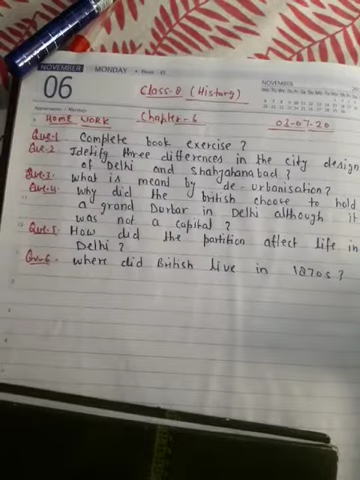 NOVEMBER
06
MONDAY
Class-8 (History)
NOVEMBER
HOME WORK Chapter-6 02-07-20
Que-1 Complete book exercise?
Que-2. Idetify three differences in the city design
of Delhi and Shahjahanabad?
Que-3. What is meant by de-urbanisation?
Que-4. Why did the british choose to hold
a grand Durbar in Delhi although it
was not a capital?
Que-5. How did the partition affect life in
Delhi?
Que-6. where did British live in 1870s?